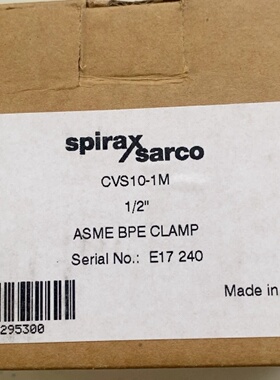 spirax
sarco
CVS10-1M
1/2"
ASME BPE CLAMP
Serial No.: E17 240
Made in
295300